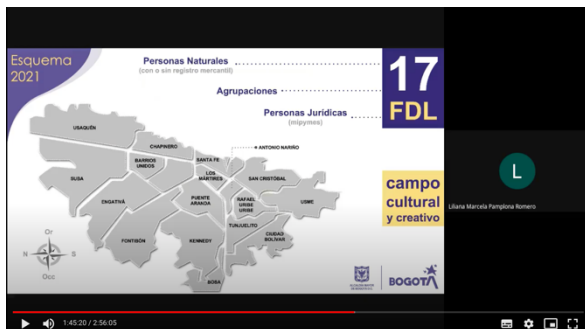 Esquema
2021
Personas Naturales
(con o sin registro mercantil)
Agrupaciones
Personas Jurídicas
(mipymes)
17
FDL
USAQUÉN
CHAPINERO
SANTA FE
ANTONIO NARIÑO
BARRIOS
UNIDOS
LOS
MÁRTIRES
SAN CRISTÓBAL
SUBA
ENGATIVÁ
PUENTE
ARANDA
RAFAEL
URIBE
URIBE
USME
TUNJUELITO
CIUDAD
BOLÍVAR
FONTIBÓN
KENNEDY
BOSA
campo
cultural
y creativo
Or
N
S
Occ
BOGOTÁ
L
Liliana Marcela Pamplona Romero
1:45:20 / 2:56:05